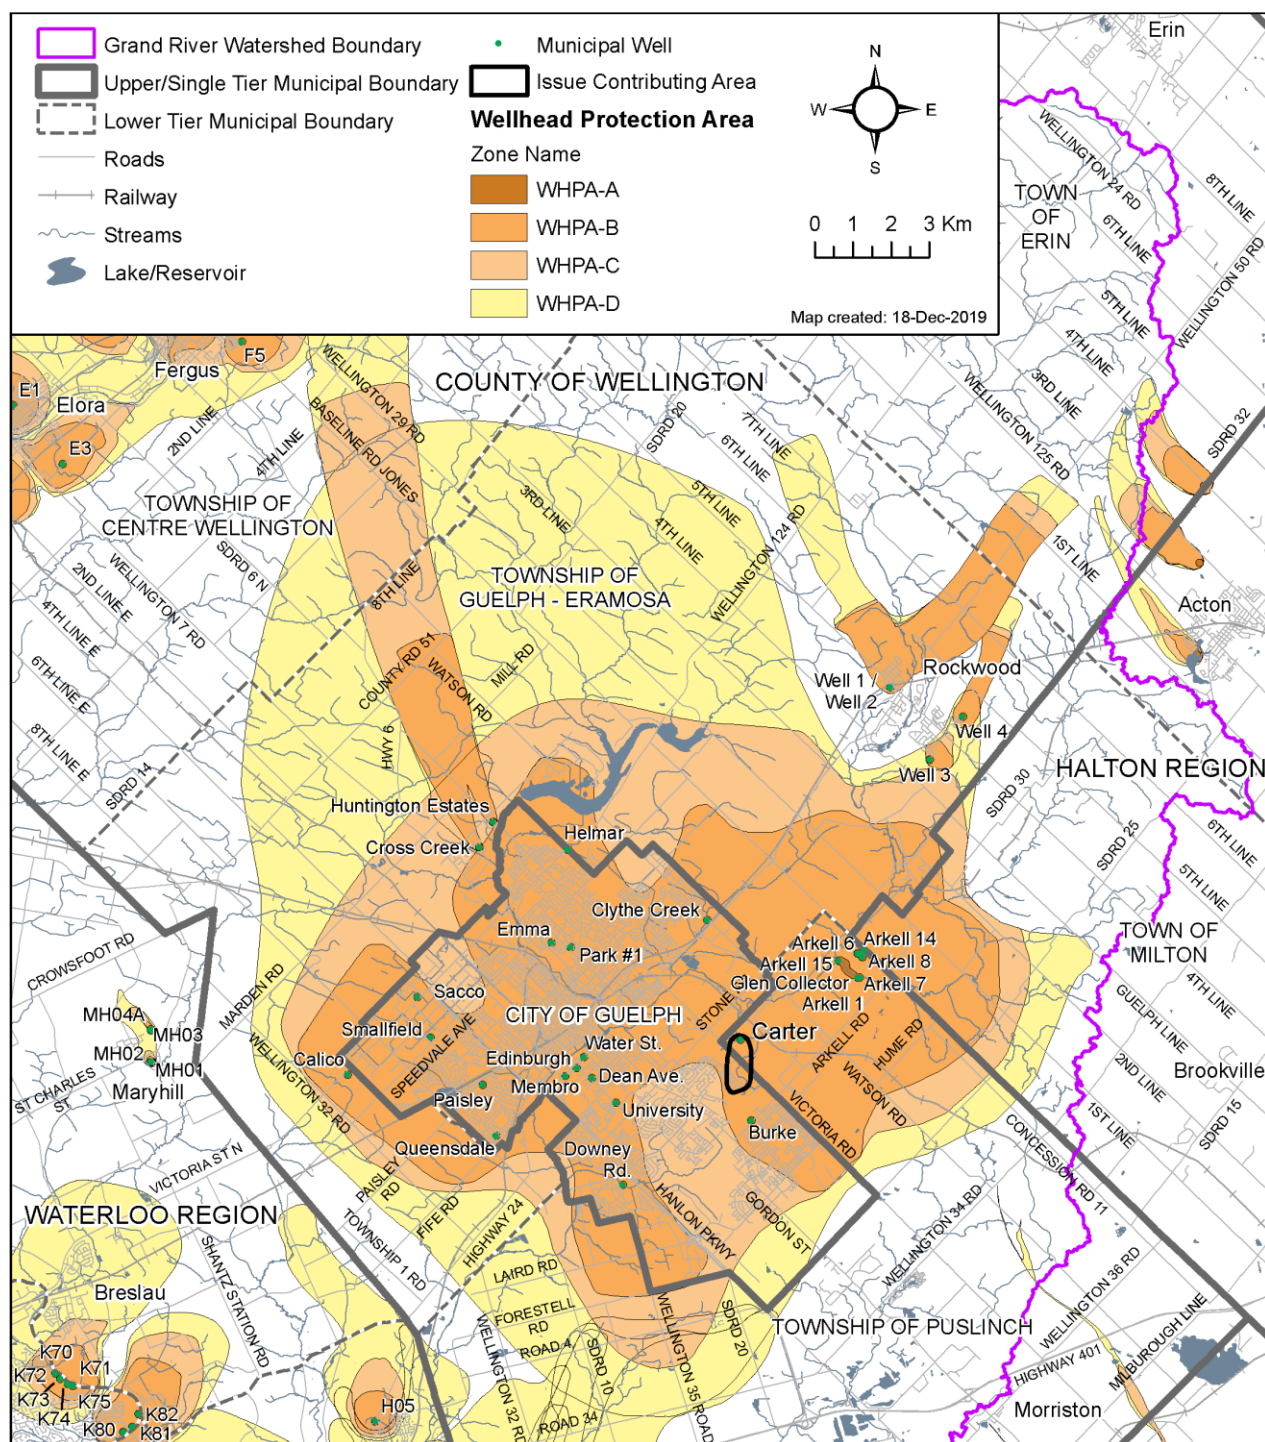 Grand River Watershed Boundary
Upper/Single Tier Municipal Boundary
Lower Tier Municipal Boundary
Roads
Railway
Streams
Lake/Reservoir
Municipal Well
Issue Contributing Area
Wellhead Protection Area
Zone Name
WHPA-A
WHPA-B
WHPA-C
WHPA-D
N
W
E
S
0 1 2 3 Km
Map created: 18-Dec-2019
Erin
WELLINGTON 24 RD
8TH LINE
TOWN
OF
ERIN
6TH LINE
WELLINGTON 50 RD
5TH LINE
4TH LINE
3RD LINE
WELLINGTON 125 RD
SDRD 32
F5
Fergus
E1
Elora
E3
2ND LINE
4TH LINE
WELLINGTON 29 RD
BASELINE RD JONES
COUNTY OF WELLINGTON
SDRD 20
7TH LINE
6TH LINE
5TH LINE
4TH LINE
3RD LINE
WELLINGTON 124 RD
TOWNSHIP OF
CENTRE WELLINGTON
SDRD 6 N
WELLINGTON 7 RD
2ND LINE E
4TH LINE E
6TH LINE E
8TH LINE E
SDRD 14
8TH LINE
TOWNSHIP OF
GUELPH - ERAMOSA
1ST LINE
Acton
COUNTY RD 51
WATSON RD
MILL RD
HWY 6
Rockwood
Well 1 /
Well 2
Well 4
Well 3
HALTON REGION
SDRD 30
SDRD 25
6TH LINE
5TH LINE
Huntington Estates
Cross Creek
Helmar
Clythe Creek
Emma
Park #1
Arkell 6
Arkell 14
Arkell 15
Arkell 8
Glen Collector
Arkell 7
Arkell 1
TOWN OF
MILTON
4TH LINE
GUELPH LINE
2ND LINE
1ST LINE
SDRD 15
Brookville
CROWSFOOT RD
MARDEN RD
MH04A
MH03
MH02
MH01
Maryhill
ST CHARLES
ST
WELLINGTON 32 RD
Sacco
Smallfield
Calico
SPEEDVALE AVE
CITY OF GUELPH
STONE
Carter
Water St.
Edinburgh
Membro
Dean Ave.
Paisley
University
Queensdale
Downey
Rd.
Burke
ARKELL RD
HUME RD
WATSON RD
VICTORIA RD
CONCESSION RD 11
VICTORIA ST N
PAISLEY
RD
FIFE RD
HIGHWAY 24
HANLON PKWY
GORDON ST
WELLINGTON 34 RD
WATERLOO REGION
SHANTZ STATION RD
TOWNSHIP 1 RD
LAIRD RD
FORESTELL
RD
ROAD 4
WELLINGTON 32 RD
SDRD 10
ROAD 34
WELLINGTON 35 ROAD
SDRD 20
TOWNSHIP OF PUSLINCH
WELLINGTON 36 RD
HIGHWAY 401
MILBOROUGH LINE
Morriston
Breslau
K70
K71
K72
K73
K74
K75
K82
K80
K81
H05